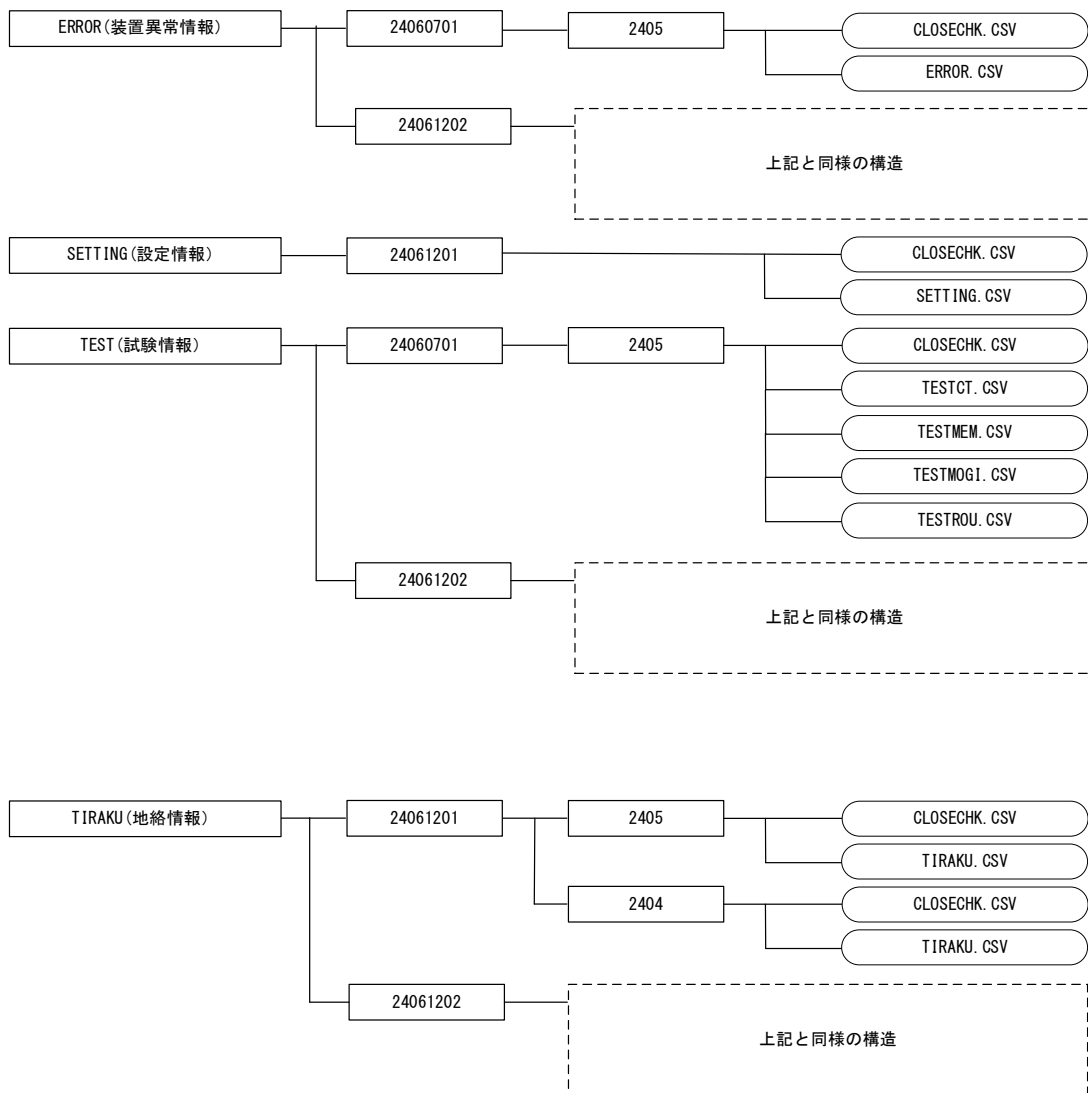 ERROR(装置異常情報)
24060701
2405
CLOSECHK.CSV
ERROR.CSV
24061202
上記と同様の構造
SETTING(設定情報)
24061201
CLOSECHK.CSV
SETTING.CSV
TEST(試験情報)
24060701
2405
CLOSECHK.CSV
TESTCT.CSV
TESTMEM.CSV
TESTMOGI.CSV
TESTROU.CSV
24061202
上記と同様の構造
TIRAKU(地絡情報)
24061201
2405
CLOSECHK.CSV
TIRAKU.CSV
2404
CLOSECHK.CSV
TIRAKU.CSV
24061202
上記と同様の構造